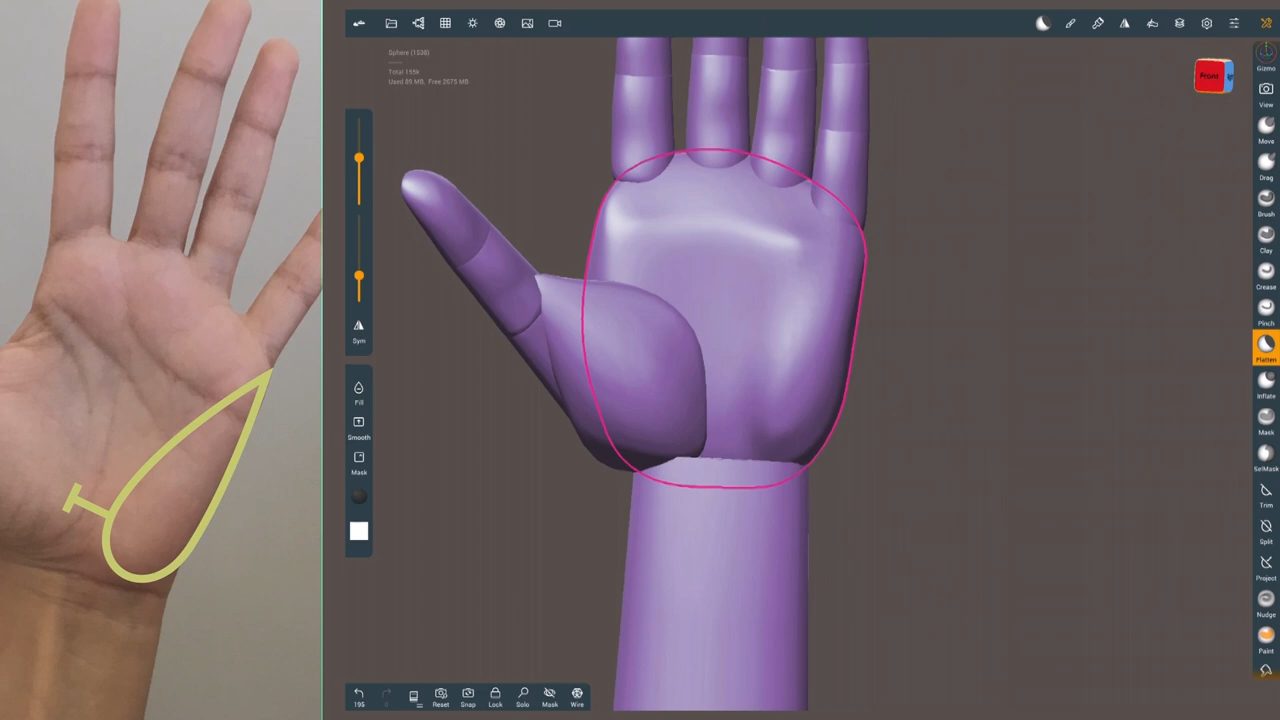 Sphere (1538)
Total 155k
Used 89 MB, Free 2675 MB
Front
Gizmo
View
Move
Drag
Brush
Clay
Crease
Pinch
Flatten
Inflate
Mask
SelMask
Trim
Split
Project
Nudge
Paint
Sym
Fill
Smooth
Mask
195
0
Reset
Snap
Lock
Solo
Mask
Wire